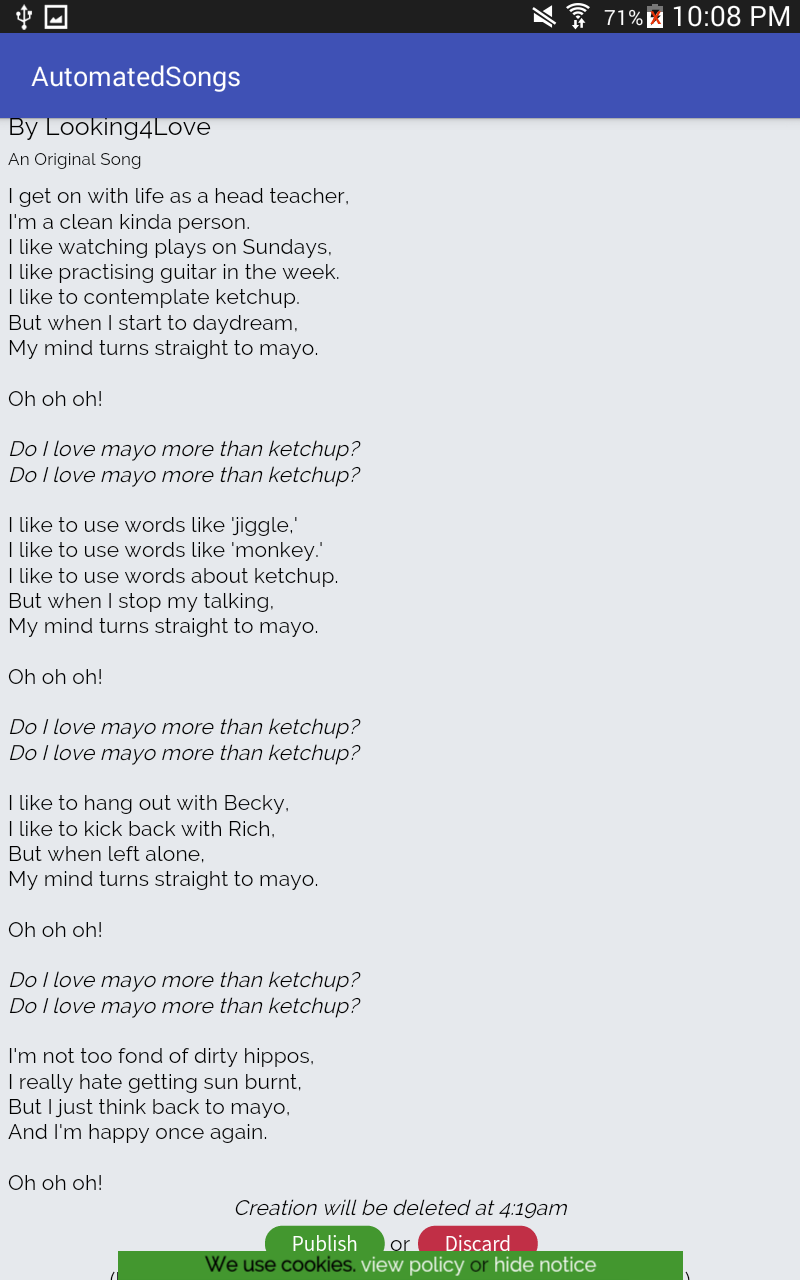 71% 10:08 PM
AutomatedSongs
By Looking4Love
An Original Song
I get on with life as a head teacher,
I'm a clean kinda person.
I like watching plays on Sundays,
I like practising guitar in the week.
I like to contemplate ketchup.
But when I start to daydream,
My mind turns straight to mayo.
Oh oh oh!
Do I love mayo more than ketchup?
Do I love mayo more than ketchup?
I like to use words like 'jiggle,'
I like to use words like 'monkey.'
I like to use words about ketchup.
But when I stop my talking,
My mind turns straight to mayo.
Oh oh oh!
Do I love mayo more than ketchup?
Do I love mayo more than ketchup?
I like to hang out with Becky,
I like to kick back with Rich,
But when left alone,
My mind turns straight to mayo.
Oh oh oh!
Do I love mayo more than ketchup?
Do I love mayo more than ketchup?
I'm not too fond of dirty hippos,
I really hate getting sun burnt,
But I just think back to mayo,
And I'm happy once again.
Oh oh oh!
Creation will be deleted at 4:19am
Publish or Discard
We use cookies. view policy or hide notice